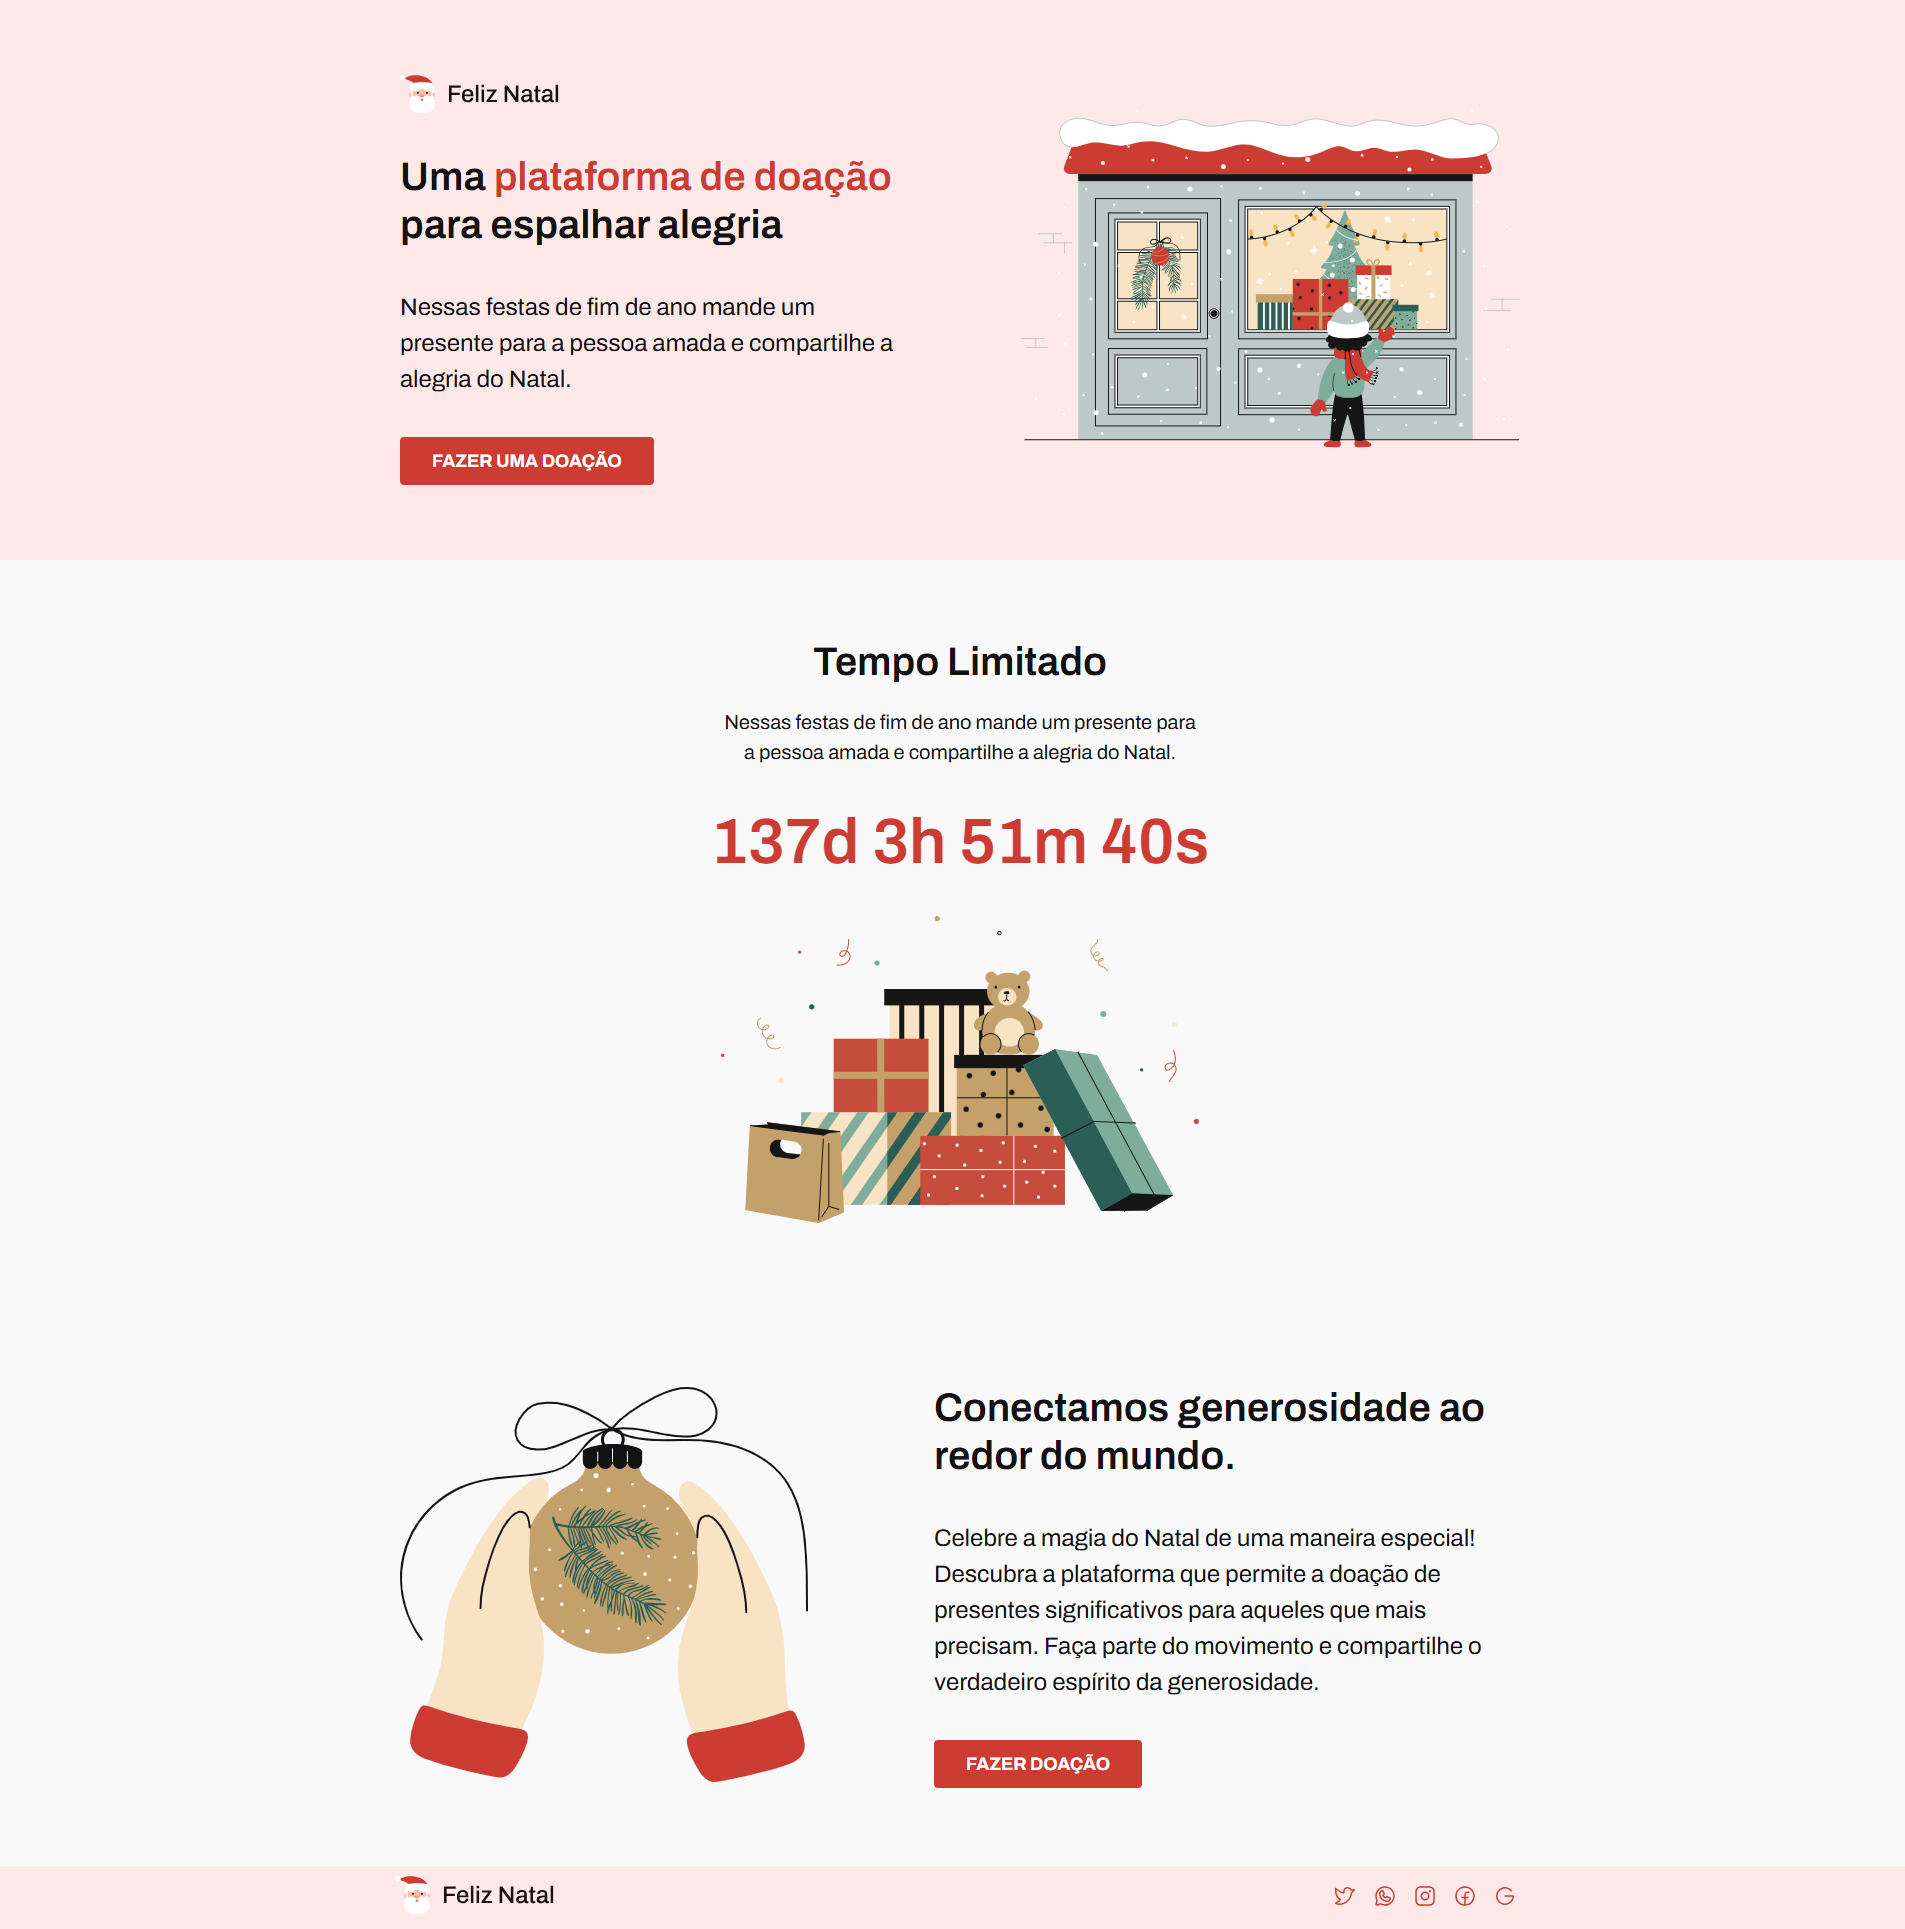 Feliz Natal
Uma plataforma de doação
para espalhar alegria
Nessas festas de fim de ano mande um
presente para a pessoa amada e compartilhe a
alegria do Natal.
FAZER UMA DOAÇÃO
Tempo Limitado
Nessas festas de fim de ano mande um presente para
a pessoa amada e compartilhe a alegria do Natal.
137d 3h 51m 40s
Conectamos generosidade ao
redor do mundo.
Celebre a magia do Natal de uma maneira especial!
Descubra a plataforma que permite a doação de
presentes significativos para aqueles que mais
precisam. Faça parte do movimento e compartilhe o
verdadeiro espírito da generosidade.
FAZER DOAÇÃO
Feliz Natal